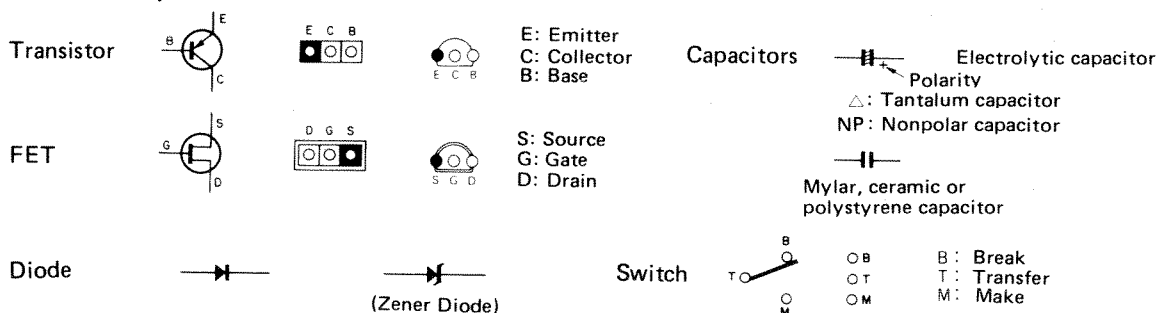 Transistor
B
E
C
E C B
E C B
E: Emitter
C: Collector
B: Base
Capacitors
Electrolytic capacitor
+
Polarity
△: Tantalum capacitor
NP: Nonpolar capacitor
Mylar, ceramic or
polystyrene capacitor
FET
G
S
D
D G S
S G D
S: Source
G: Gate
D: Drain
Diode
(Zener Diode)
Switch
B
T
M
B
T
M
B: Break
T: Transfer
M: Make